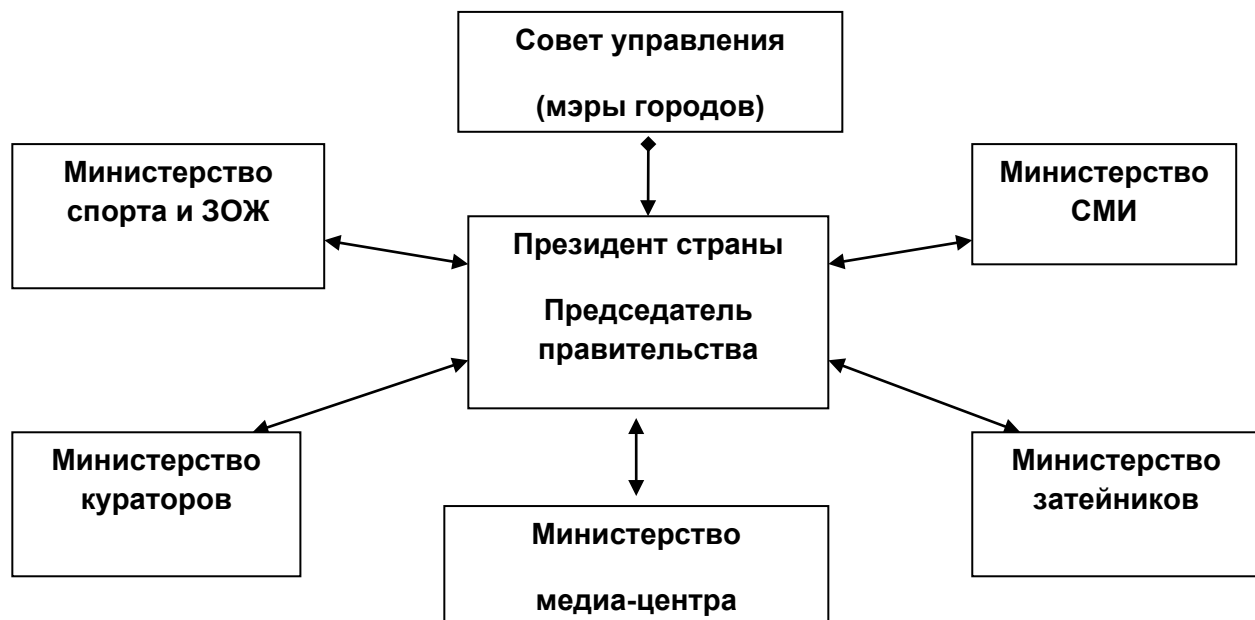 Совет управления
(мэры городов)
Министерство
спорта и ЗОЖ
Министерство
СМИ
Президент страны
Председатель
правительства
Министерство
кураторов
Министерство
затейников
Министерство
медиа-центра